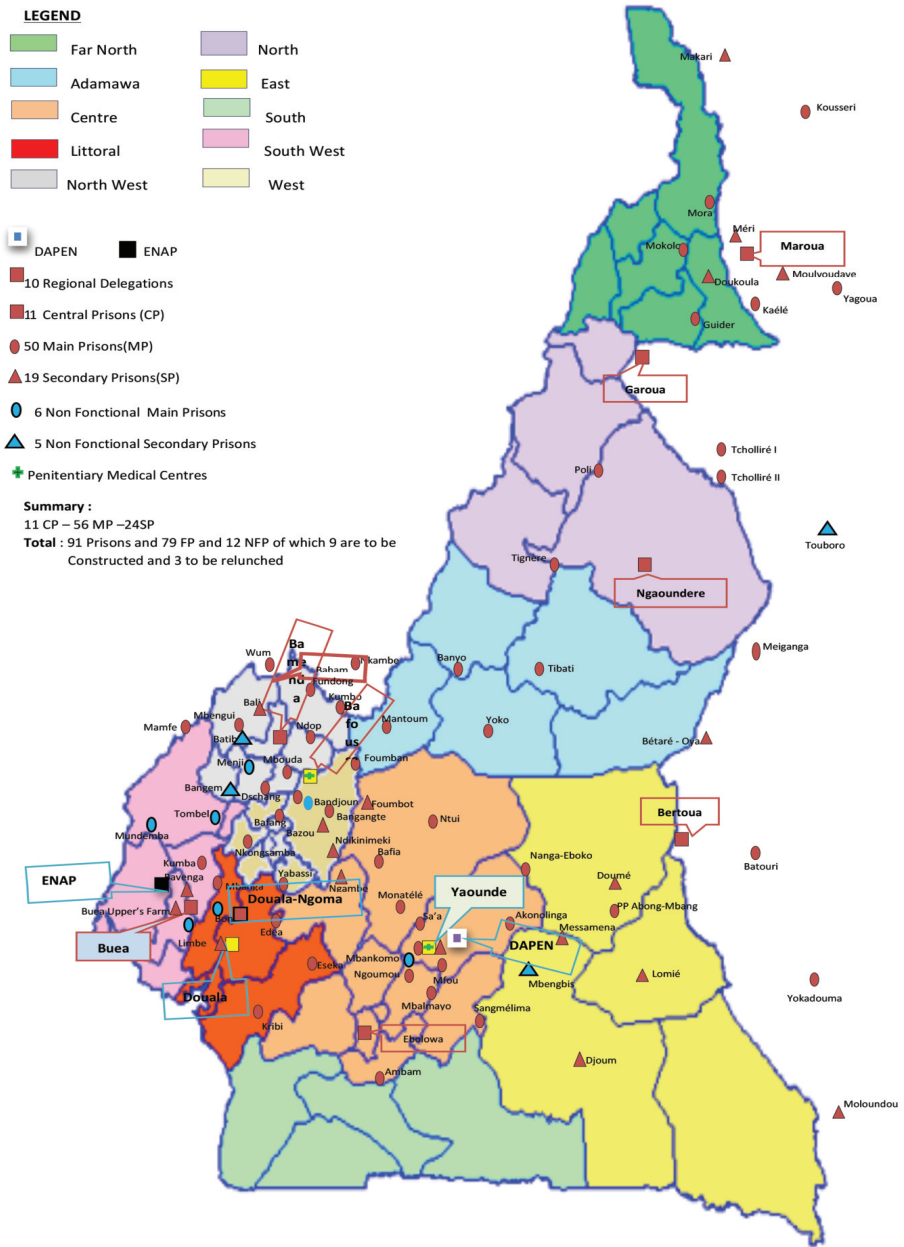 LEGEND
Far North
North
Adamawa
East
Centre
South
Littoral
South West
North West
West
DAPEN
ENAP
10 Regional Delegations
11 Central Prisons (CP)
50 Main Prisons(MP)
19 Secondary Prisons(SP)
6 Non Fonctional Main Prisons
5 Non Fonctional Secondary Prisons
Penitentiary Medical Centres
Summary :
11 CP – 56 MP –24SP
Total : 91 Prisons and 79 FP and 12 NFP of which 9 are to be
Constructed and 3 to be relunched
Makari
Kousseri
Mora
Méri
Maroua
Mokolo
Doukoula
Moulvoudaye
Yagoua
Kaélé
Guider
Garoua
Tcholliré I
Poli
Tcholliré II
Touboro
Tignère
Ngaoundere
Meiganga
Wum
Ba
me
nd
a
Baham
Nkambe
Fundong
Banyo
Tibati
Bali
Kumbo
Ba
fo
us
Mbengui
Mamfe
Ndop
Mantoum
Yoko
Batib
Bétaré - Oya
Menji
Mbouda
Foumban
Bangem
Dschang
Bandjoun
Foumbot
Bertoua
Tombel
Bafang
Bangangte
Ntui
Mundemba
Bazou
Ndikinimeki
Nkongsamba
Bafia
Batouri
Kumba
Yabassi
Nanga-Eboko
ENAP
Ngambe
Doumé
Yaounde
Monatélé
Buea Upper's Farm
Douala-Ngoma
PP Abong-Mbang
Sa'a
Akonolinga
Edea
Messamena
Buea
Limbe
DAPEN
Mbankomo
Eseka
Ngoumou
Mfou
Mbengbis
Lomié
Yokadouma
Douala
Mbalmayo
Kribi
Sangmélima
Ebolowa
Djoum
Ambam
Moloundou